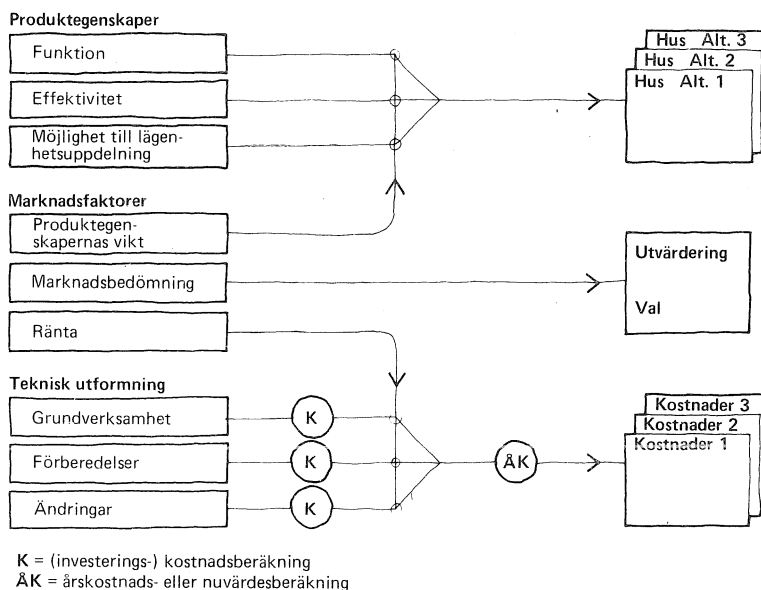 Produktegenskaper
Funktion
Effektivitet
Möjlighet till lägen-
hetsuppdelning
Hus Alt. 3
Hus Alt. 2
Hus Alt. 1
Marknadsfaktorer
Produktegen-
skapernas vikt
Marknadsbedömning
Ränta
Utvärdering
Val
Teknisk utformning
Grundverksamhet
K
Förberedelser
K
Ändringar
K
ÅK
Kostnader 3
Kostnader 2
Kostnader 1
K = (investerings-) kostnadsberäkning
ÅK = årskostnads- eller nuvärdesberäkning